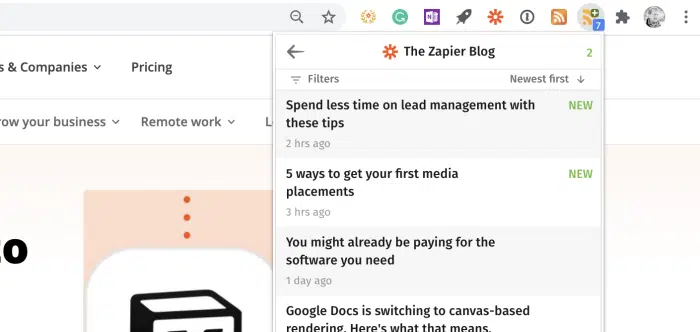 7
The Zapier Blog
2
Filters
Newest first
s & Companies
Pricing
row your business
Remote work
Spend less time on lead management with
these tips
NEW
2 hrs ago
5 ways to get your first media
placements
NEW
3 hrs ago
You might already be paying for the
software you need
1 day ago
Google Docs is switching to canvas-based
rendering. Here's what that means.
to